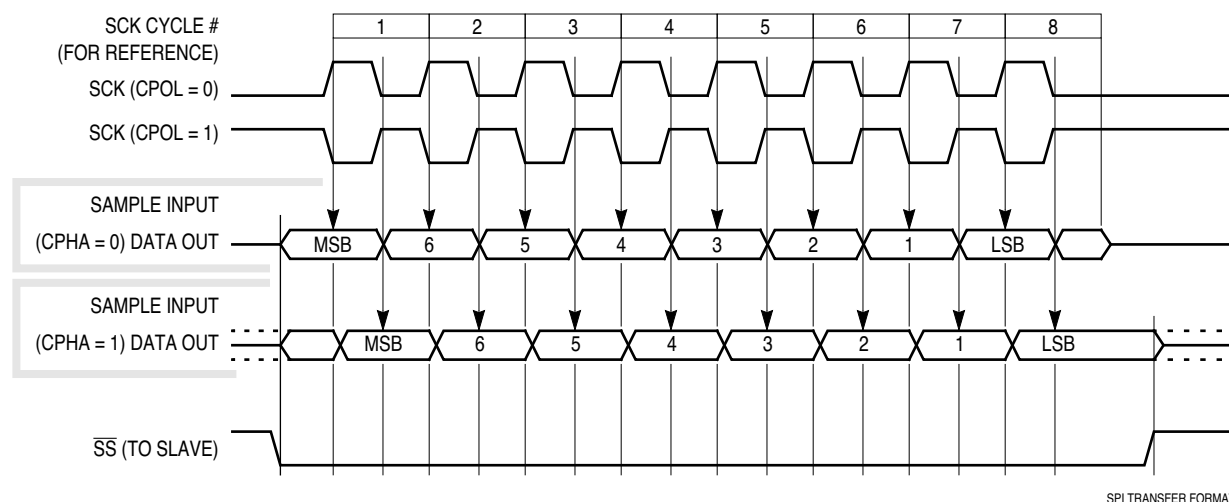 SCK CYCLE #
(FOR REFERENCE)
1 2 3 4 5 6 7 8
SCK (CPOL = 0)
SCK (CPOL = 1)
SAMPLE INPUT
(CPHA = 0) DATA OUT
MSB 6 5 4 3 2 1 LSB
SAMPLE INPUT
(CPHA = 1) DATA OUT
MSB 6 5 4 3 2 1 LSB
SS (TO SLAVE)
SPI TRANSFER FORMA